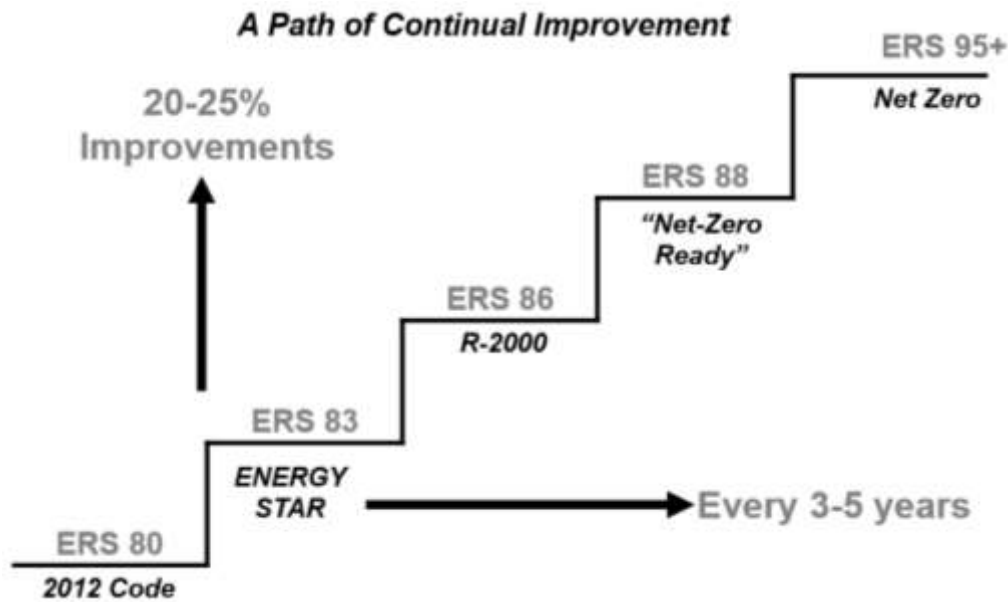 A Path of Continual Improvement
ERS 95+
Net Zero
20-25%
Improvements
ERS 88
“Net-Zero
Ready”
ERS 86
R-2000
ERS 83
ENERGY
STAR
Every 3-5 years
ERS 80
2012 Code